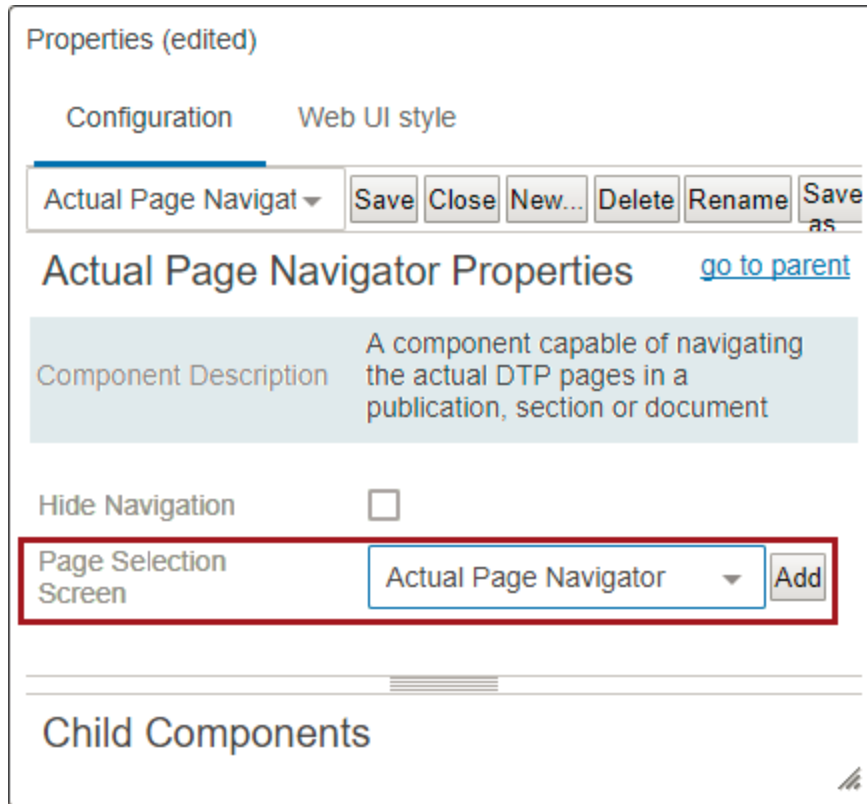 Properties (edited)
Configuration Web UI style
Actual Page Navigat Save Close New... Delete Rename Save as
Actual Page Navigator Properties go to parent
Component Description
A component capable of navigating
the actual DTP pages in a
publication, section or document
Hide Navigation
Page Selection
Screen
Actual Page Navigator Add
Child Components